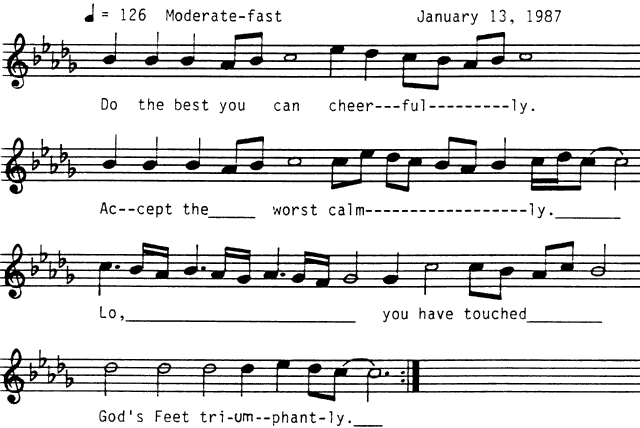 ♩= 126 Moderate-fast January 13, 1987
Do the best you can cheer---ful---------ly.
Ac--cept the_____ worst calm------------------ly._______
Lo,_________________________ you have touched________
God's Feet tri-um--phant-ly.___